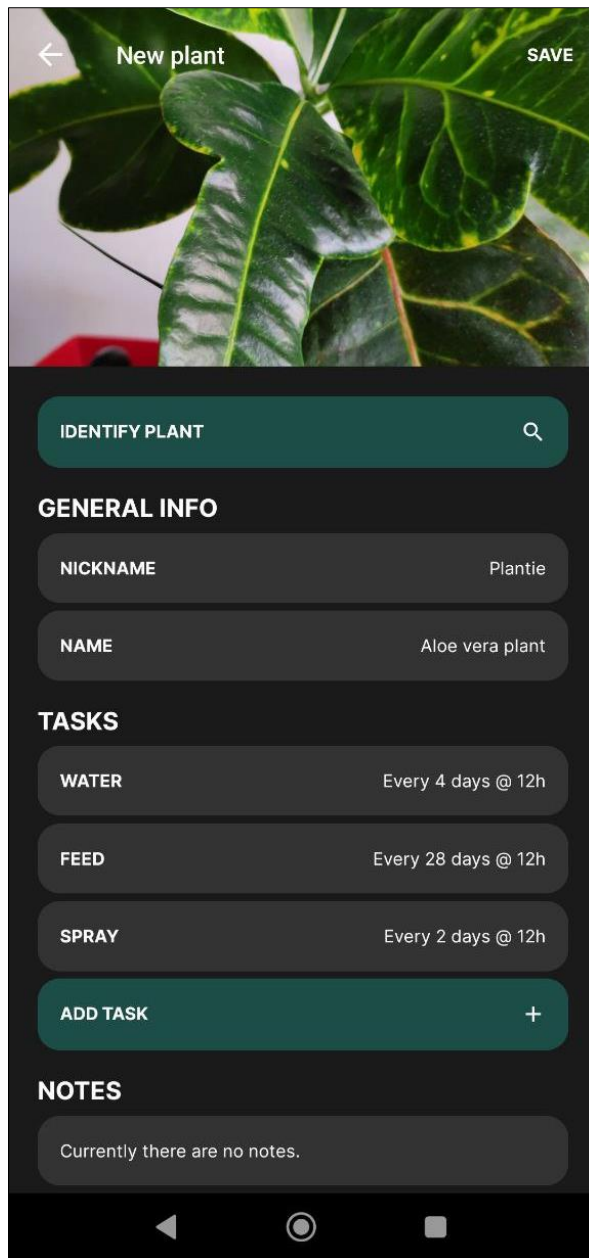 New plant SAVE
IDENTIFY PLANT
GENERAL INFO
NICKNAME Plantie
NAME Aloe vera plant
TASKS
WATER Every 4 days @ 12h
FEED Every 28 days @ 12h
SPRAY Every 2 days @ 12h
ADD TASK +
NOTES
Currently there are no notes.